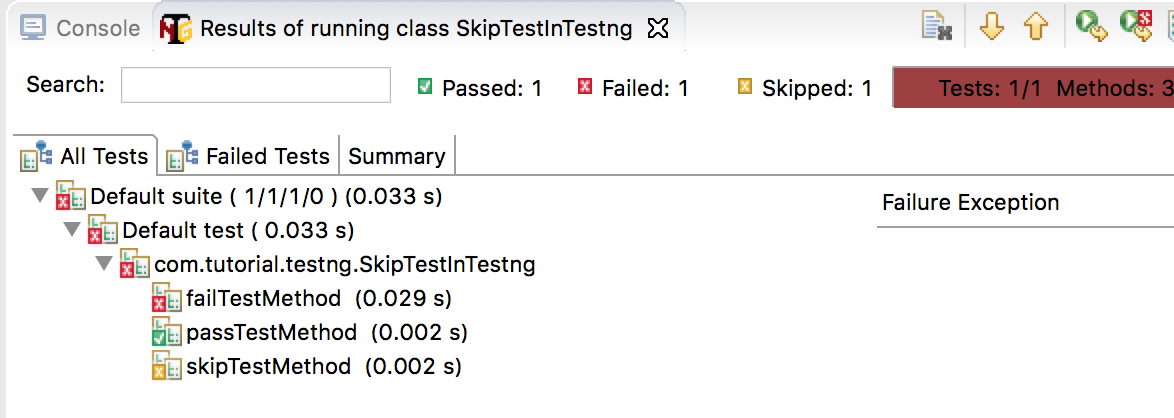 Console Results of running class SkipTestInTestng
Search: Passed: 1 Failed: 1 Skipped: 1 Tests: 1/1 Methods: 3
All Tests Failed Tests Summary
Default suite ( 1/1/1/0 ) (0.033 s)
Failure Exception
Default test ( 0.033 s)
com.tutorial.testng.SkipTestInTestng
failTestMethod (0.029 s)
passTestMethod (0.002 s)
skipTestMethod (0.002 s)